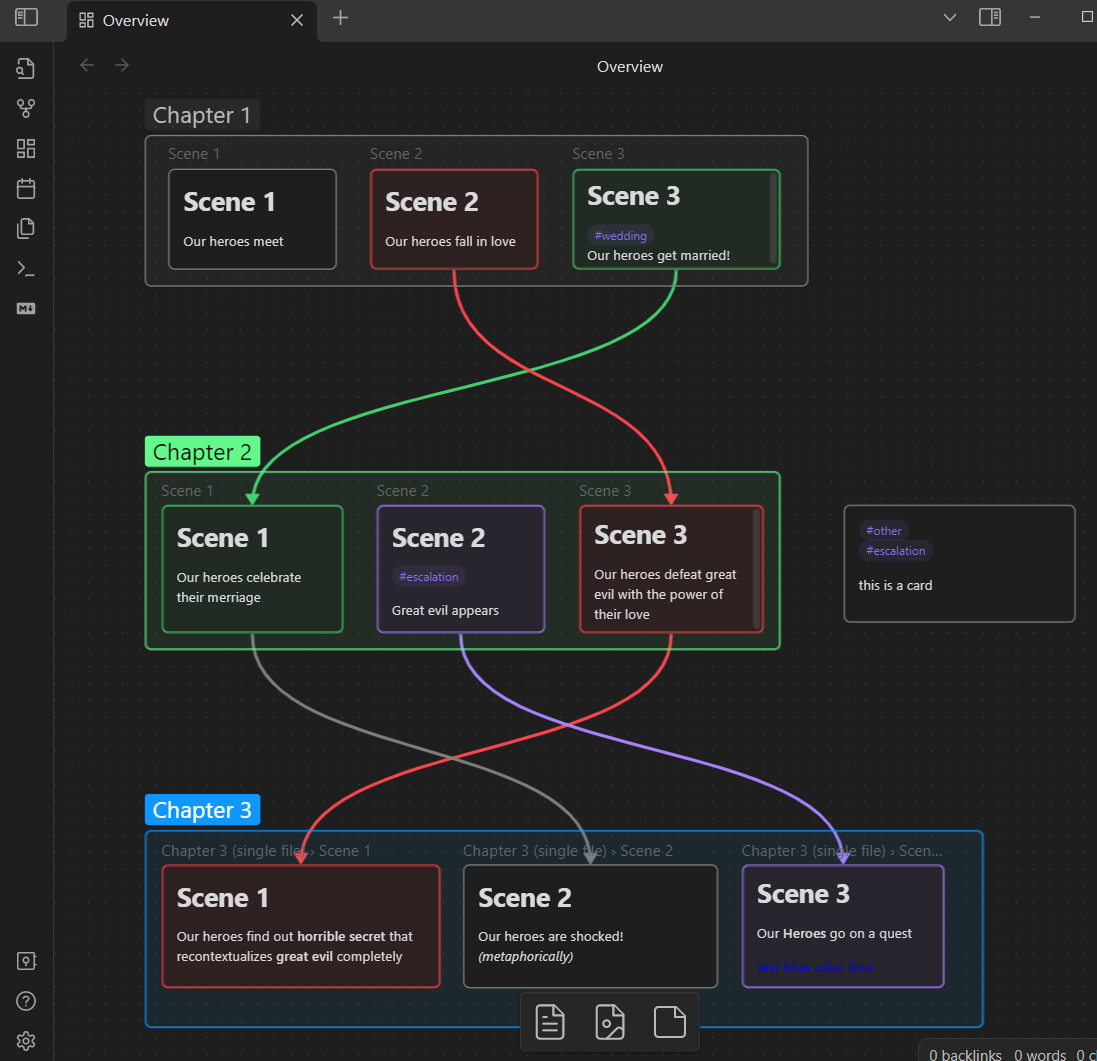 Overview
Overview
Chapter 1
Scene 1
Scene 2
Scene 3
Scene 1
Our heroes meet
Scene 2
Our heroes fall in love
Scene 3
#wedding
Our heroes get married!
Chapter 2
Scene 1
Scene 2
Scene 3
Scene 1
Our heroes celebrate
their merriage
Scene 2
#escalation
Great evil appears
Scene 3
Our heroes defeat great
evil with the power of
their love
#other
#escalation
this is a card
Chapter 3
Chapter 3 (single file) › Scene 1
Chapter 3 (single file) › Scene 2
Chapter 3 (single file) › Scen...
Scene 1
Our heroes find out horrible secret that
recontextualizes great evil completely
Scene 2
Our heroes are shocked!
(metaphorically)
Scene 3
Our Heroes go on a quest
test blue color font
0 backlinks 0 words 0 c